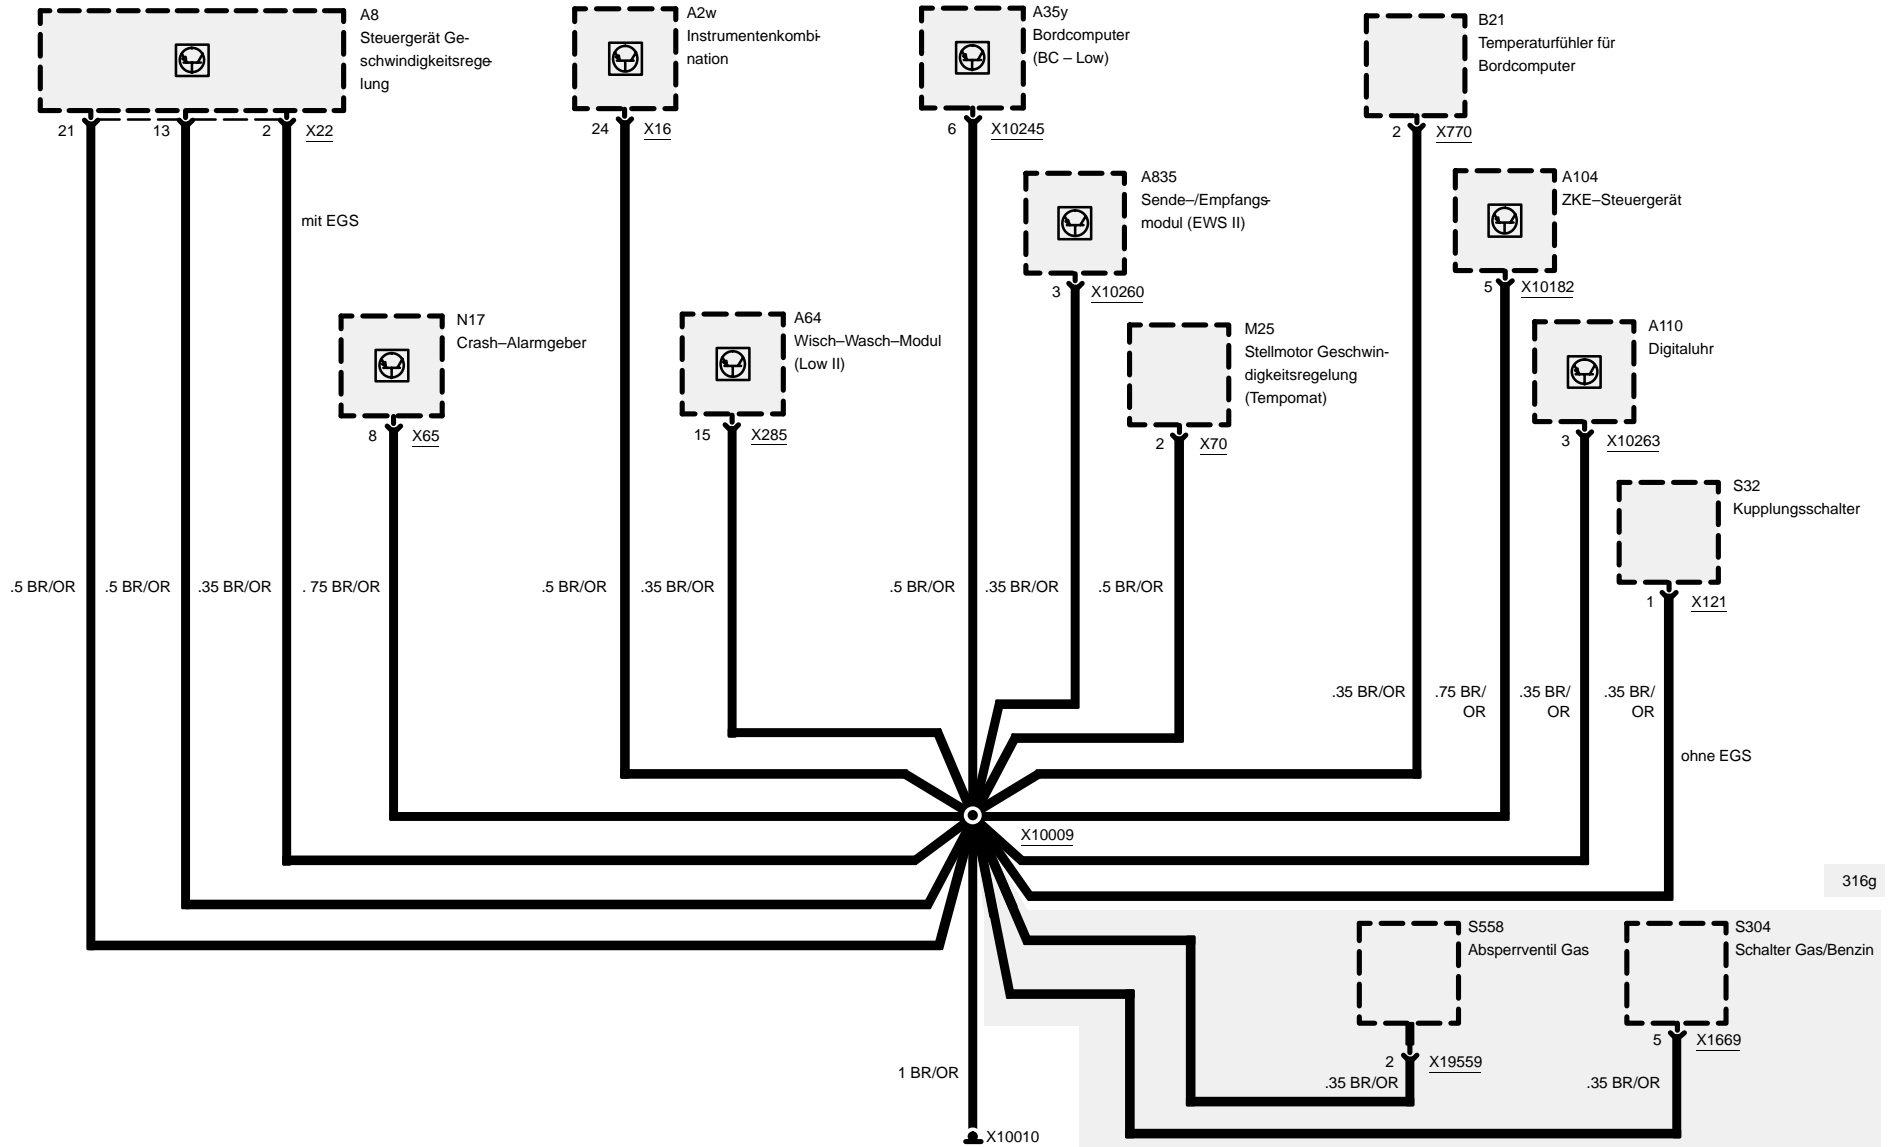 A8
Steuergerät Ge-
schwindigkeitsrege-
lung
21
13
2
X22
mit EGS
A2w
Instrumentenkombi-
nation
24
X16
A35y
Bordcomputer
(BC – Low)
6
X10245
B21
Temperaturfühler für
Bordcomputer
2
X770
A835
Sende–/Empfangs-
modul (EWS II)
3
X10260
A104
ZKE–Steuergerät
5
X10182
N17
Crash–Alarmgeber
8
X65
A64
Wisch–Wasch–Modul
(Low II)
15
X285
M25
Stellmotor Geschwin-
digkeitsregelung
(Tempomat)
2
X70
A110
Digitaluhr
3
X10263
S32
Kupplungsschalter
1
X121
.5 BR/OR
.5 BR/OR
.35 BR/OR
. 75 BR/OR
.5 BR/OR
.35 BR/OR
.5 BR/OR
.35 BR/OR
.5 BR/OR
.35 BR/OR
.75 BR/
OR
.35 BR/
OR
.35 BR/
OR
ohne EGS
X10009
316g
S558
Absperrventil Gas
2
X19559
.35 BR/OR
S304
Schalter Gas/Benzin
5
X1669
.35 BR/OR
1 BR/OR
X10010